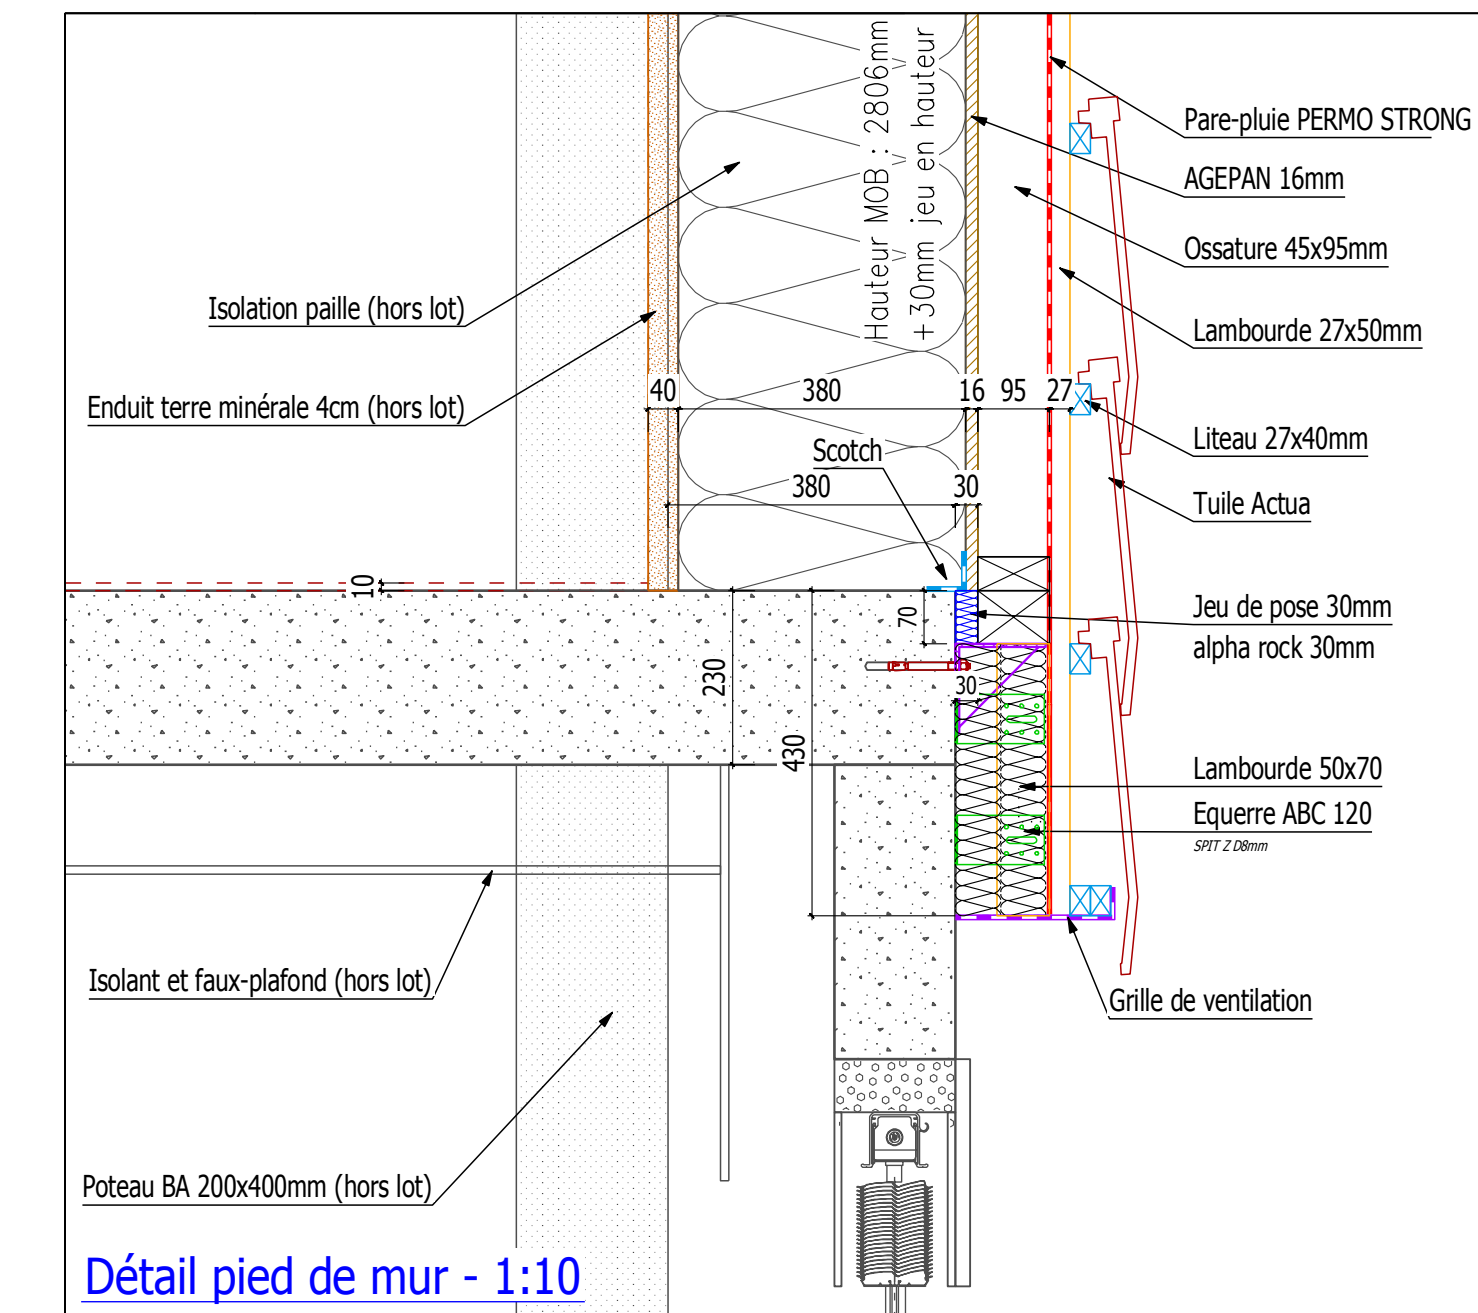 Hauteur MOB : 2806mm
+30mm jeu en hauteur
Pare-pluie PERMO STRONG
AGEPAN 16mm
Ossature 45x95mm
Isolation paille (hors lot)
Lambourde 27x50mm
Enduit terre minérale 4cm (hors lot)
40
380
16
95
27
Liteau 27x40mm
Scotch
380
30
Tuile Actua
10
70
Jeu de pose 30mm
alpha rock 30mm
230
30
430
Lambourde 50x70
Equerre ABC 120
SPIT Z D8mm
Isolant et faux-plafond (hors lot)
Grille de ventilation
Poteau BA 200x400mm (hors lot)
Détail pied de mur - 1:10